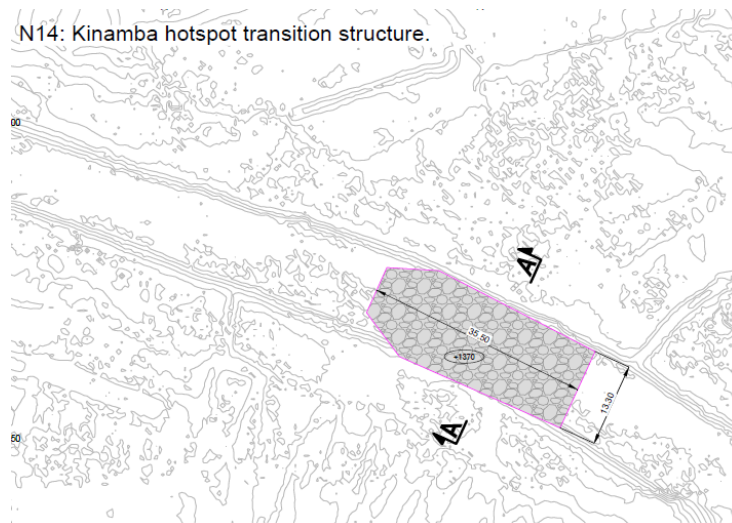 N14: Kinamba hotspot transition structure.
00
A
35.50
+1370
13.30
A
50